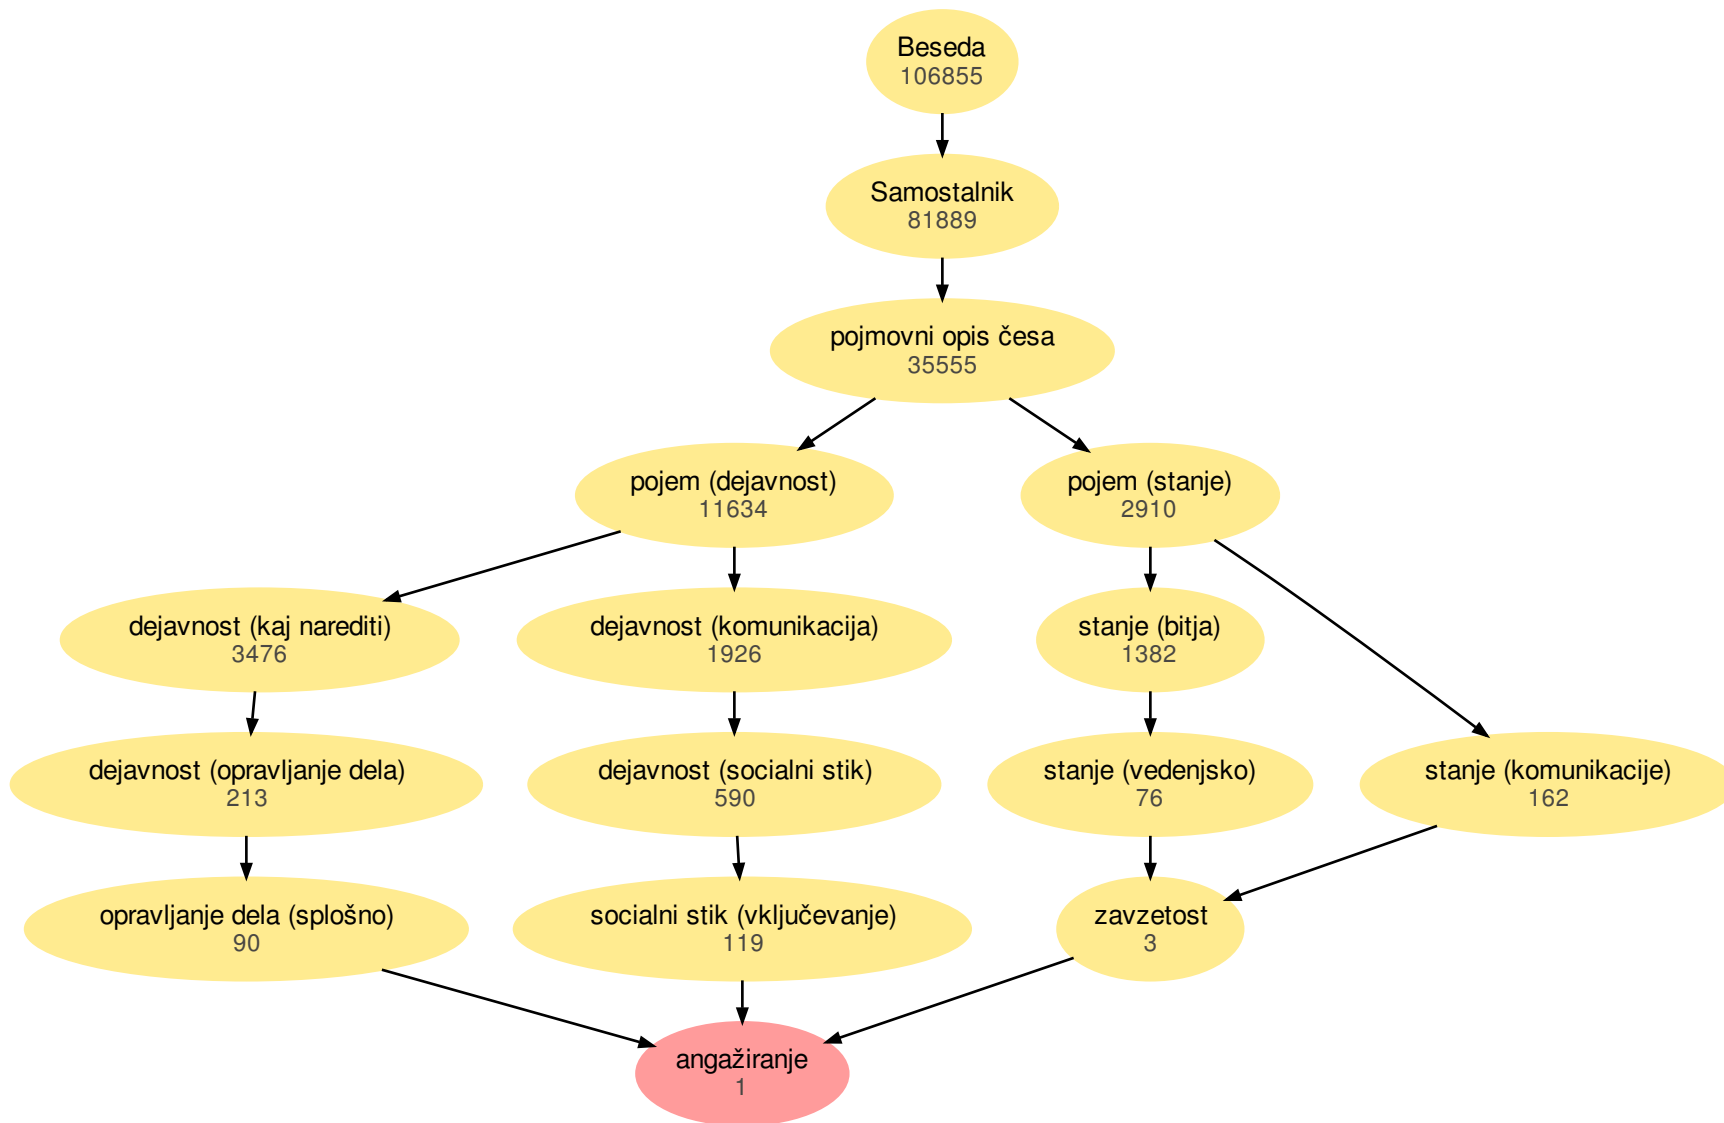 Beseda
106855
Samostalnik
81889
pojmovni opis česa
35555
pojem (dejavnost)
11634
pojem (stanje)
2910
dejavnost (kaj narediti)
3476
dejavnost (komunikacija)
1926
stanje (bitja)
1382
dejavnost (opravljanje dela)
213
dejavnost (socialni stik)
590
stanje (vedenjsko)
76
stanje (komunikacije)
162
opravljanje dela (splošno)
90
socialni stik (vključevanje)
119
zavzetost
3
angažiranje
1